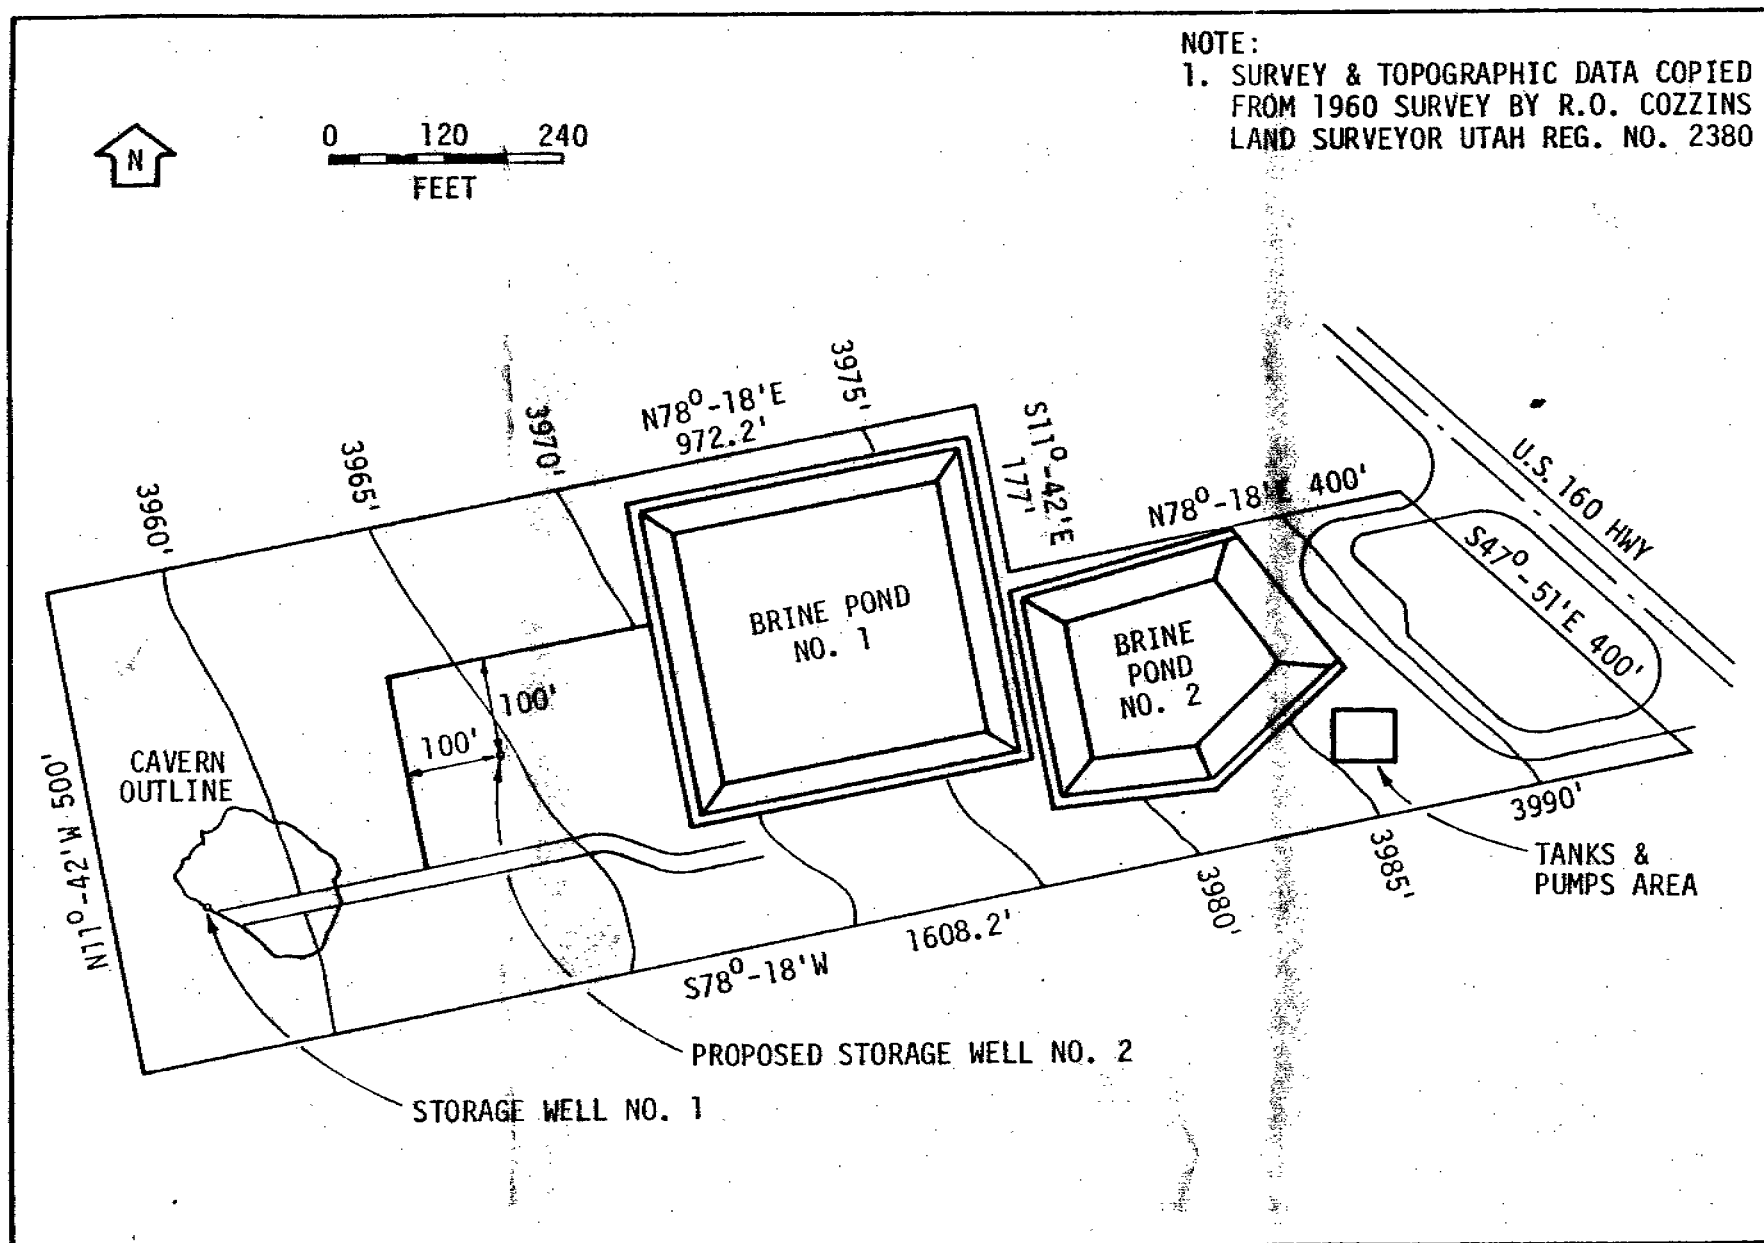 NOTE:
1. SURVEY & TOPOGRAPHIC DATA COPIED
FROM 1960 SURVEY BY R.O. COZZINS
LAND SURVEYOR UTAH REG. NO. 2380
N
0 120 240
FEET
3960'
3965'
3970'
N78°-18'E
972.2'
3975'
S11°-42'E
177'
N78°-18'E 400'
U.S. 160 HWY
S47°-51'E 400'
BRINE POND
NO. 1
BRINE
POND
NO. 2
100'
100'
CAVERN
OUTLINE
N11°-42'W 500'
3990'
3985'
3980'
TANKS &
PUMPS AREA
1608.2'
S78°-18'W
PROPOSED STORAGE WELL NO. 2
STORAGE WELL NO. 1